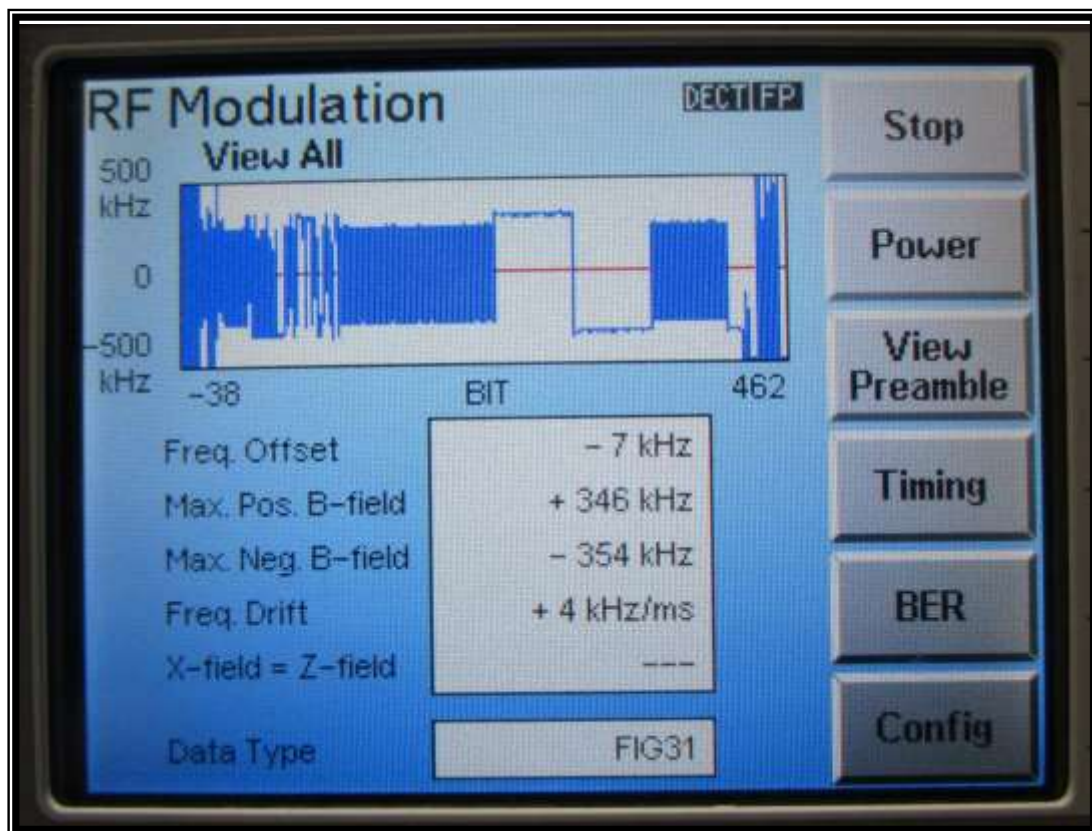 RF Modulation
DECT FP
View All
500
kHz
0
-500
kHz
-38
BIT
462
Freq. Offset
- 7 kHz
Max. Pos. B-field
+ 346 kHz
Max. Neg. B-field
- 354 kHz
Freq. Drift
+ 4 kHz/ms
X-field = Z-field
---
Data Type
FIG31
Stop
Power
View
Preamble
Timing
BER
Config